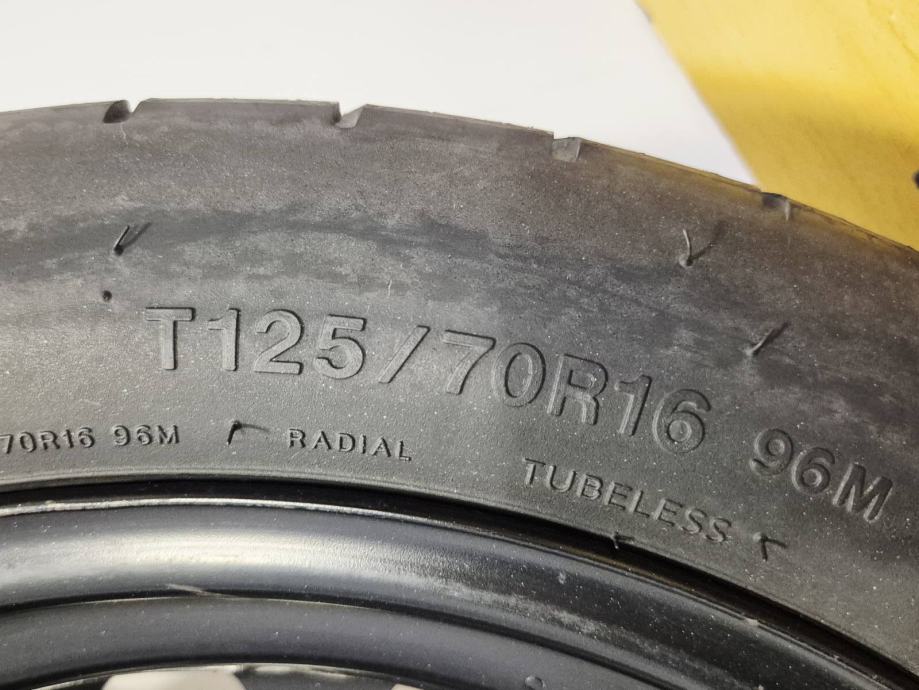 T125/70R16 96M
70R16 96M RADIAL TUBELESS